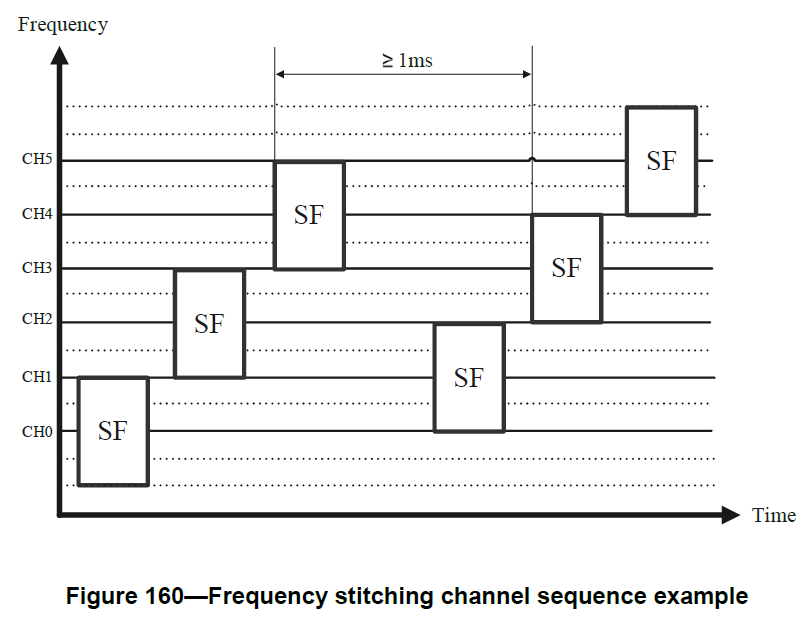 Frequency
≥ 1ms
CH5
SF
CH4
SF
CH3
SF
CH2
SF
CH1
SF
CH0
SF
Time
Figure 160—Frequency stitching channel sequence example